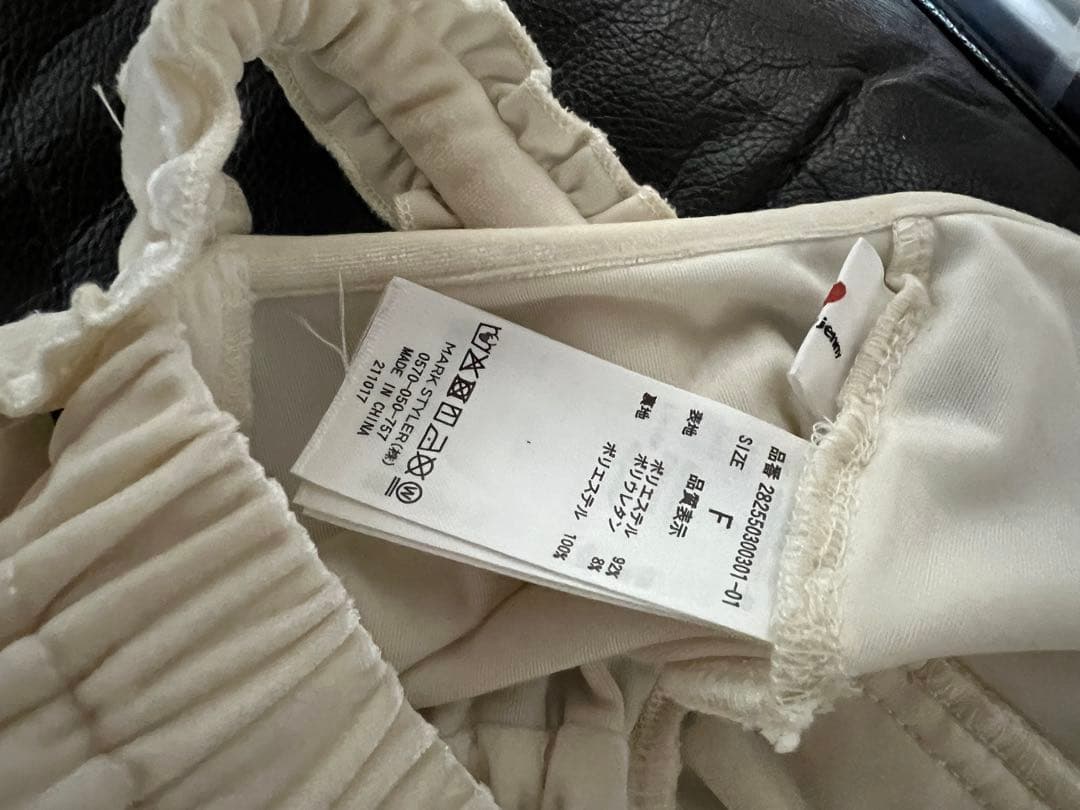 品番 282550300301-01
SIZE F
品質表示
表地 ポリエステル 92%
ポリウレタン 8%
裏地 ポリエステル 100%
MARK STYLER(株)
0570-050-757
MADE IN CHINA
211017
jenny